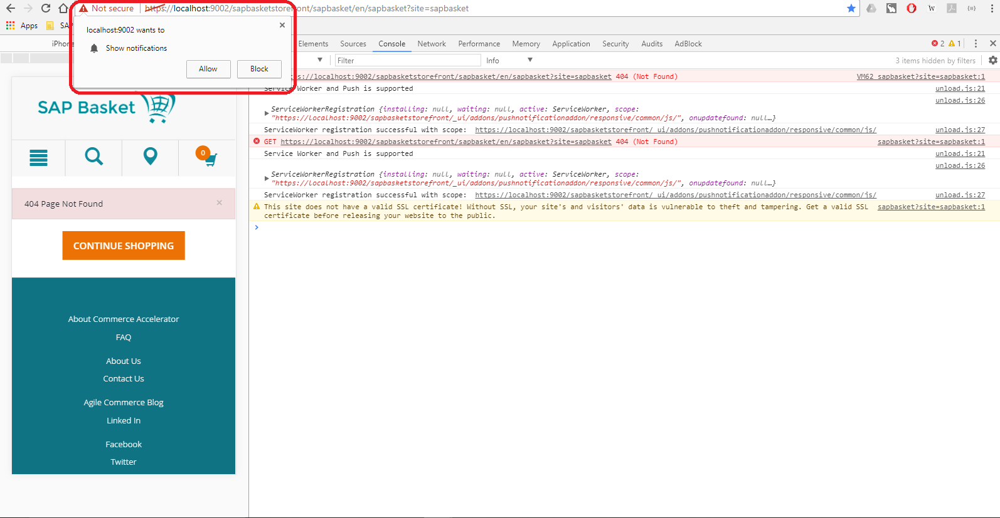 Not secure https://localhost:9002/sapbasketstorefront/sapbasket/en/sapbasket?site=sapbasket
Apps
localhost:9002 wants to
Show notifications
Allow
Block
Elements Sources Console Network Performance Memory Application Security Audits AdBlock 2 1
Filter Info 3 items hidden by filters
SAP Basket
0
404 Page Not Found
CONTINUE SHOPPING
About Commerce Accelerator
FAQ
About Us
Contact Us
Agile Commerce Blog
Linked In
Facebook
Twitter
s://localhost:9002/sapbasketstorefront/sapbasket/en/sapbasket?site=sapbasket 404 (Not Found) VM62 sapbasket?site=sapbasket:1
Service Worker and Push is supported unload.js:21
unload.js:26
ServiceWorkerRegistration {installing: null, waiting: null, active: ServiceWorker, scope:
"https://localhost:9002/sapbasketstorefront/_ui/addons/pushnotificationaddon/responsive/common/js/", onupdatefound: null…}
ServiceWorker registration successful with scope: https://localhost:9002/sapbasketstorefront/_ui/addons/pushnotificationaddon/responsive/common/js/ unload.js:27
GET https://localhost:9002/sapbasketstorefront/sapbasket/en/sapbasket?site=sapbasket 404 (Not Found) sapbasket?site=sapbasket:1
Service Worker and Push is supported unload.js:21
unload.js:26
ServiceWorkerRegistration {installing: null, waiting: null, active: ServiceWorker, scope:
"https://localhost:9002/sapbasketstorefront/_ui/addons/pushnotificationaddon/responsive/common/js/", onupdatefound: null…}
ServiceWorker registration successful with scope: https://localhost:9002/sapbasketstorefront/_ui/addons/pushnotificationaddon/responsive/common/js/ unload.js:27
This site does not have a valid SSL certificate! Without SSL, your site's and visitors' data is vulnerable to theft and tampering. Get a valid SSL sapbasket?site=sapbasket:1
certificate before releasing your website to the public.